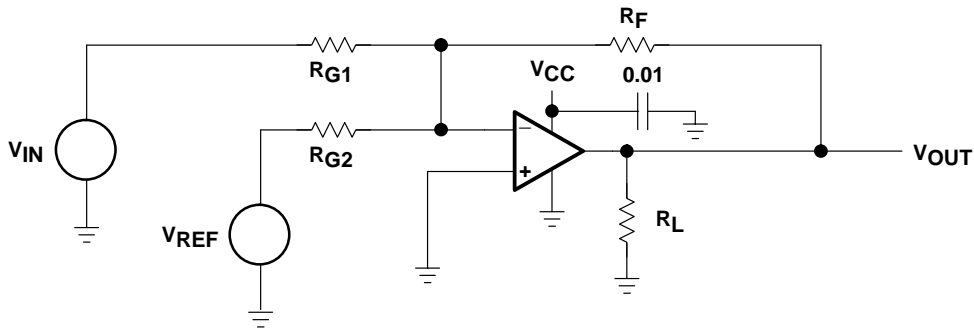 RF
RG1
VCC
0.01
RG2
VIN
−
+
VOUT
VREF
RL